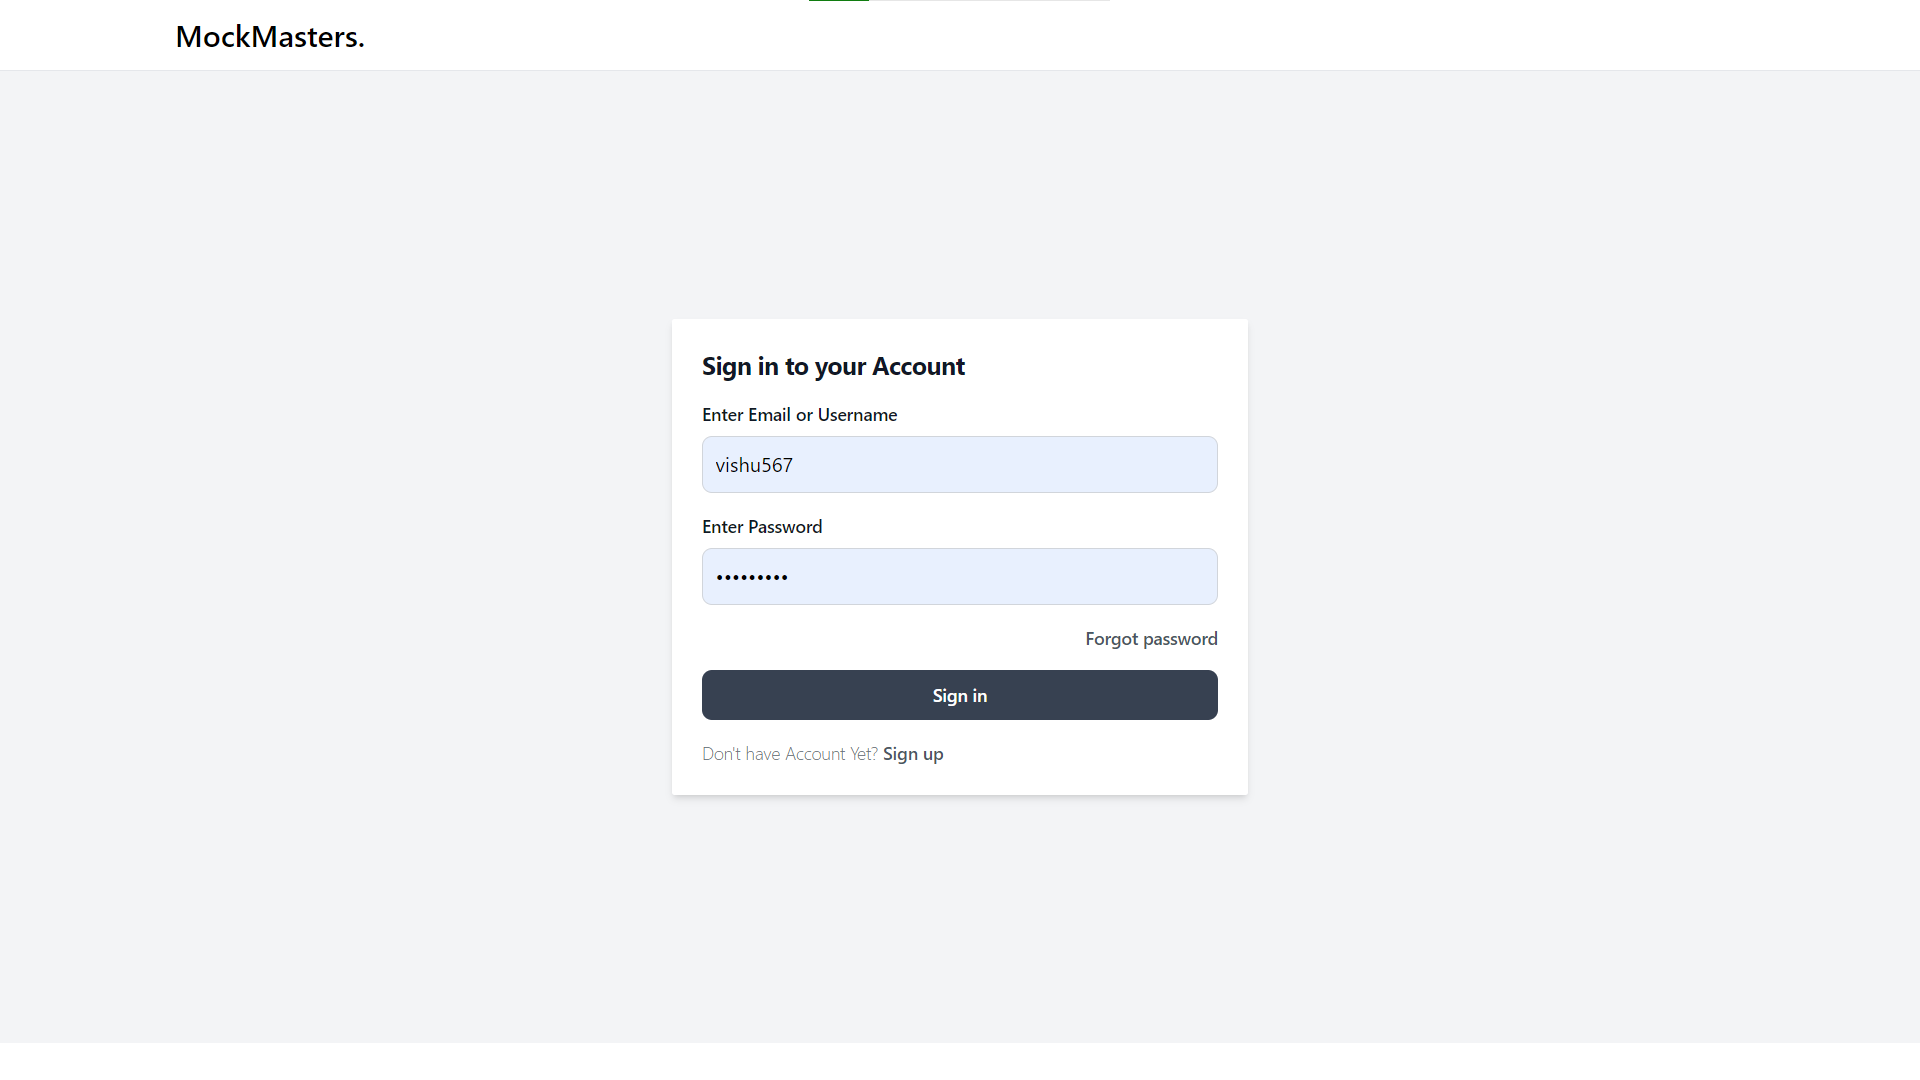 MockMasters.
Sign in to your Account
Enter Email or Username
vishu567
Enter Password
•••••••••
Forgot password
Sign in
Don't have Account Yet? Sign up